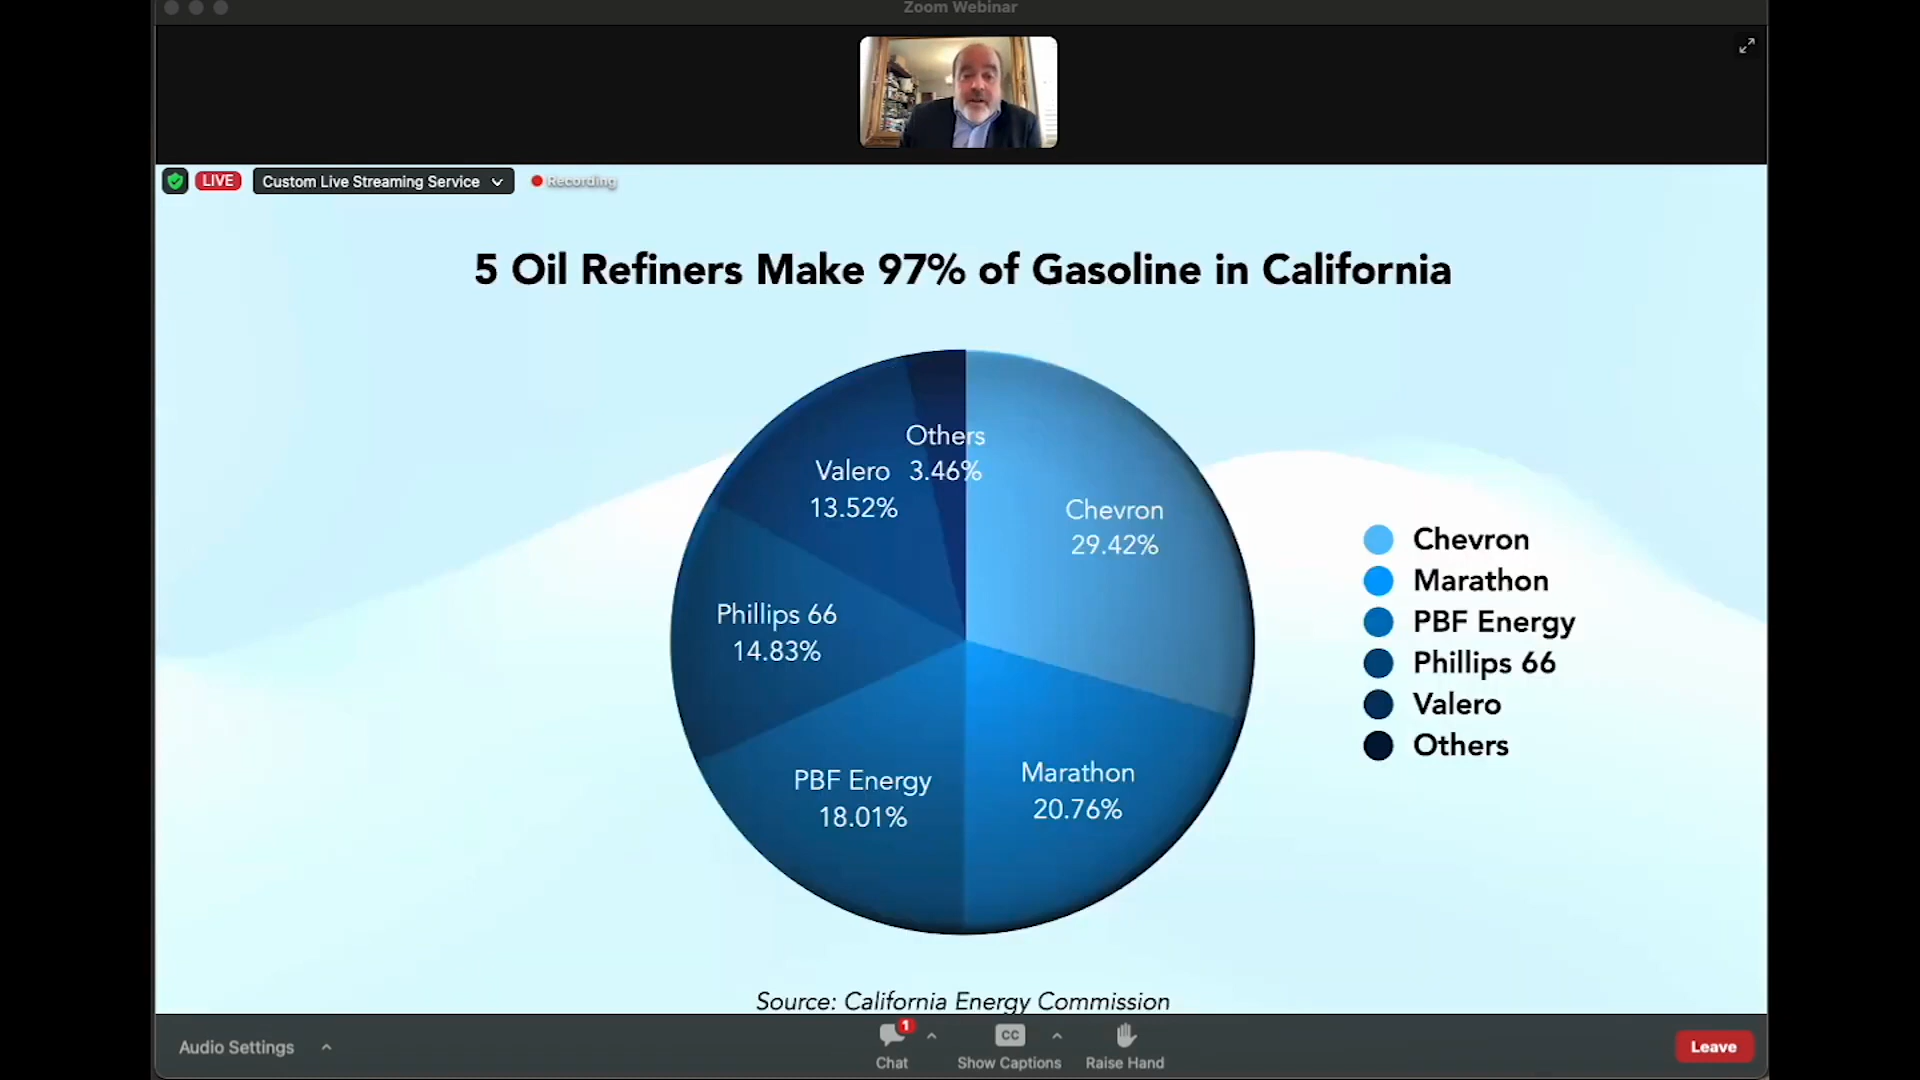 Zoom Webinar
LIVE
Custom Live Streaming Service
Recording
5 Oil Refiners Make 97% of Gasoline in California
Others
3.46%
Valero
13.52%
Chevron
29.42%
Phillips 66
14.83%
PBF Energy
18.01%
Marathon
20.76%
Chevron
Marathon
PBF Energy
Phillips 66
Valero
Others
Source: California Energy Commission
Audio Settings
1
Chat
CC
Show Captions
Raise Hand
Leave